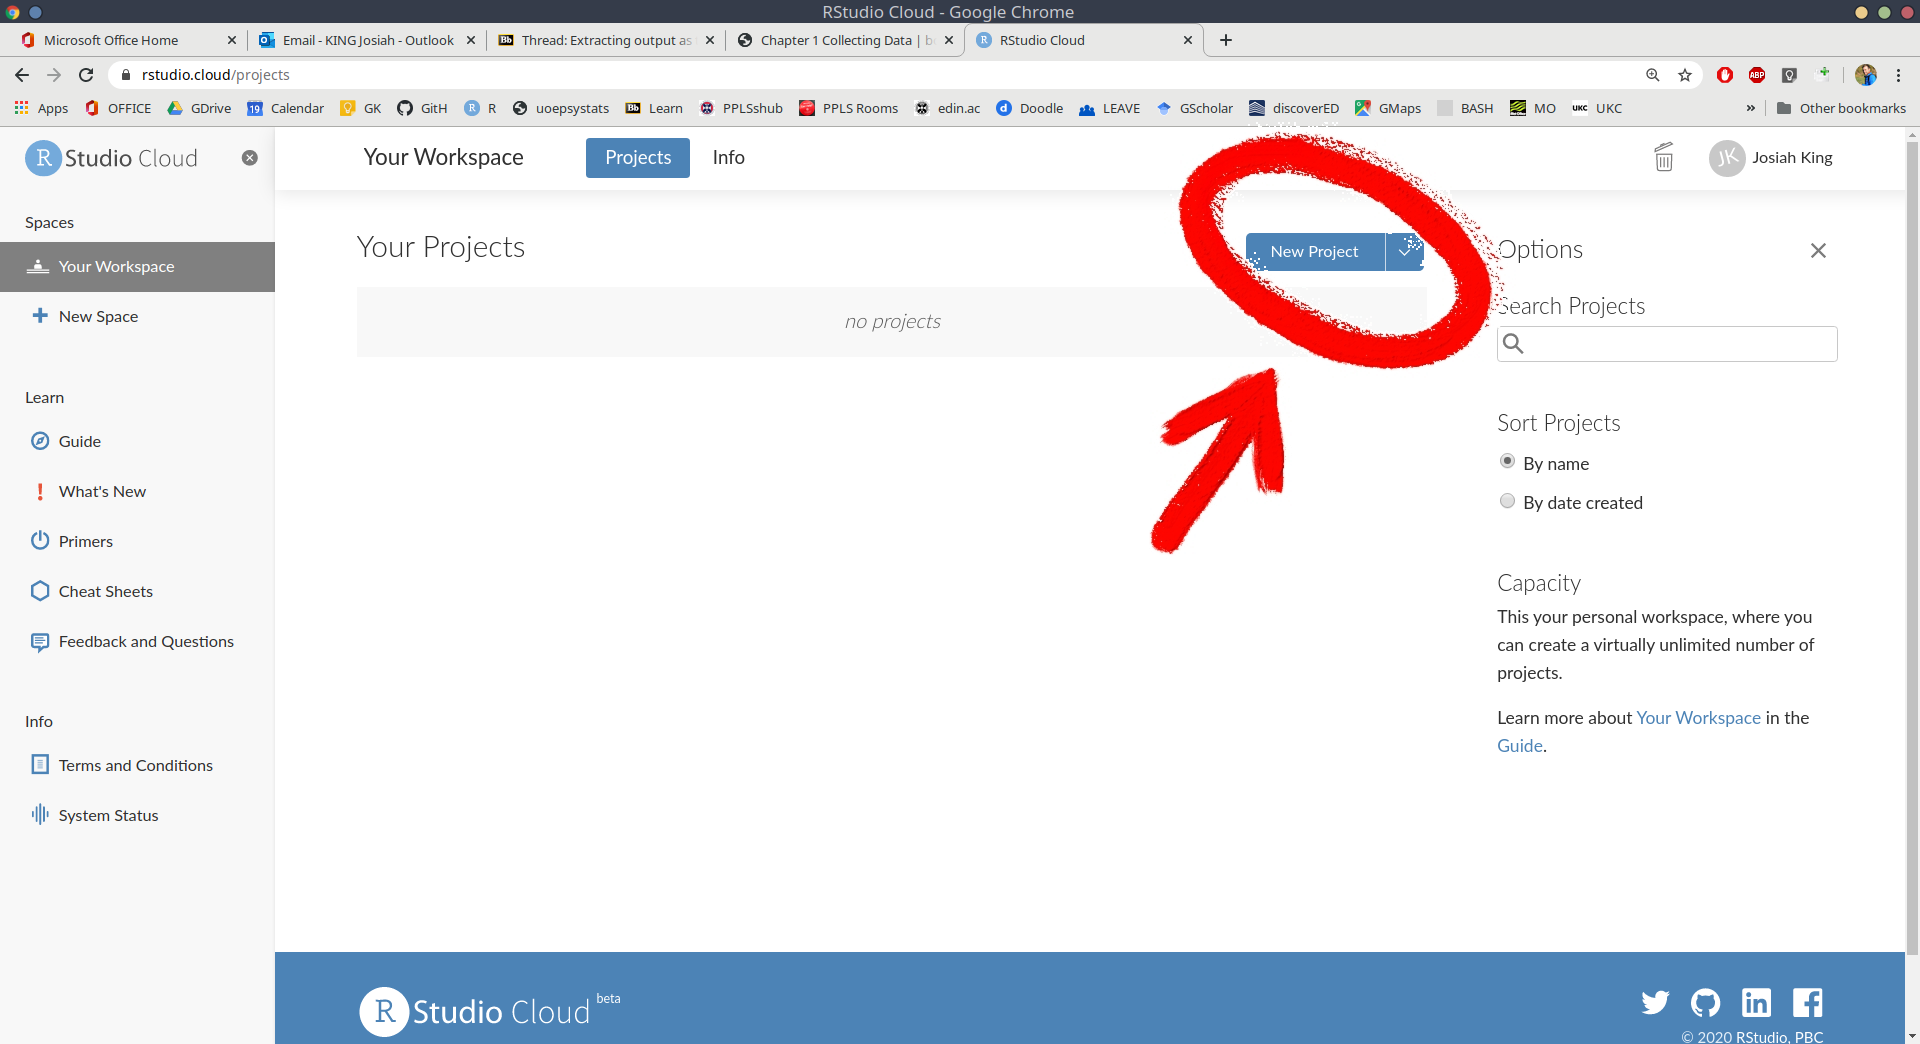 RStudio Cloud - Google Chrome
Microsoft Office Home
Email - KING Josiah - Outlook
Thread: Extracting output as
Chapter 1 Collecting Data |
RStudio Cloud
rstudio.cloud/projects
ABP
Apps
OFFICE
GDrive
19 Calendar
GK
GitH
R R
uoepsystats
Bb Learn
PPLSshub
PPLS Rooms
edin.ac
d Doodle
LEAVE
GScholar
discoverED
GMaps
BASH
MO
UKC UKC
» Other bookmarks
R Studio Cloud
Your Workspace
Projects
Info
JK Josiah King
Spaces
Your Workspace
New Space
Learn
Guide
What's New
Primers
Cheat Sheets
Feedback and Questions
Info
Terms and Conditions
System Status
Your Projects
New Project
no projects
Options
Search Projects
Sort Projects
By name
By date created
Capacity
This your personal workspace, where you
can create a virtually unlimited number of
projects.
Learn more about Your Workspace in the
Guide.
R Studio Cloud beta
© 2020 RStudio, PBC